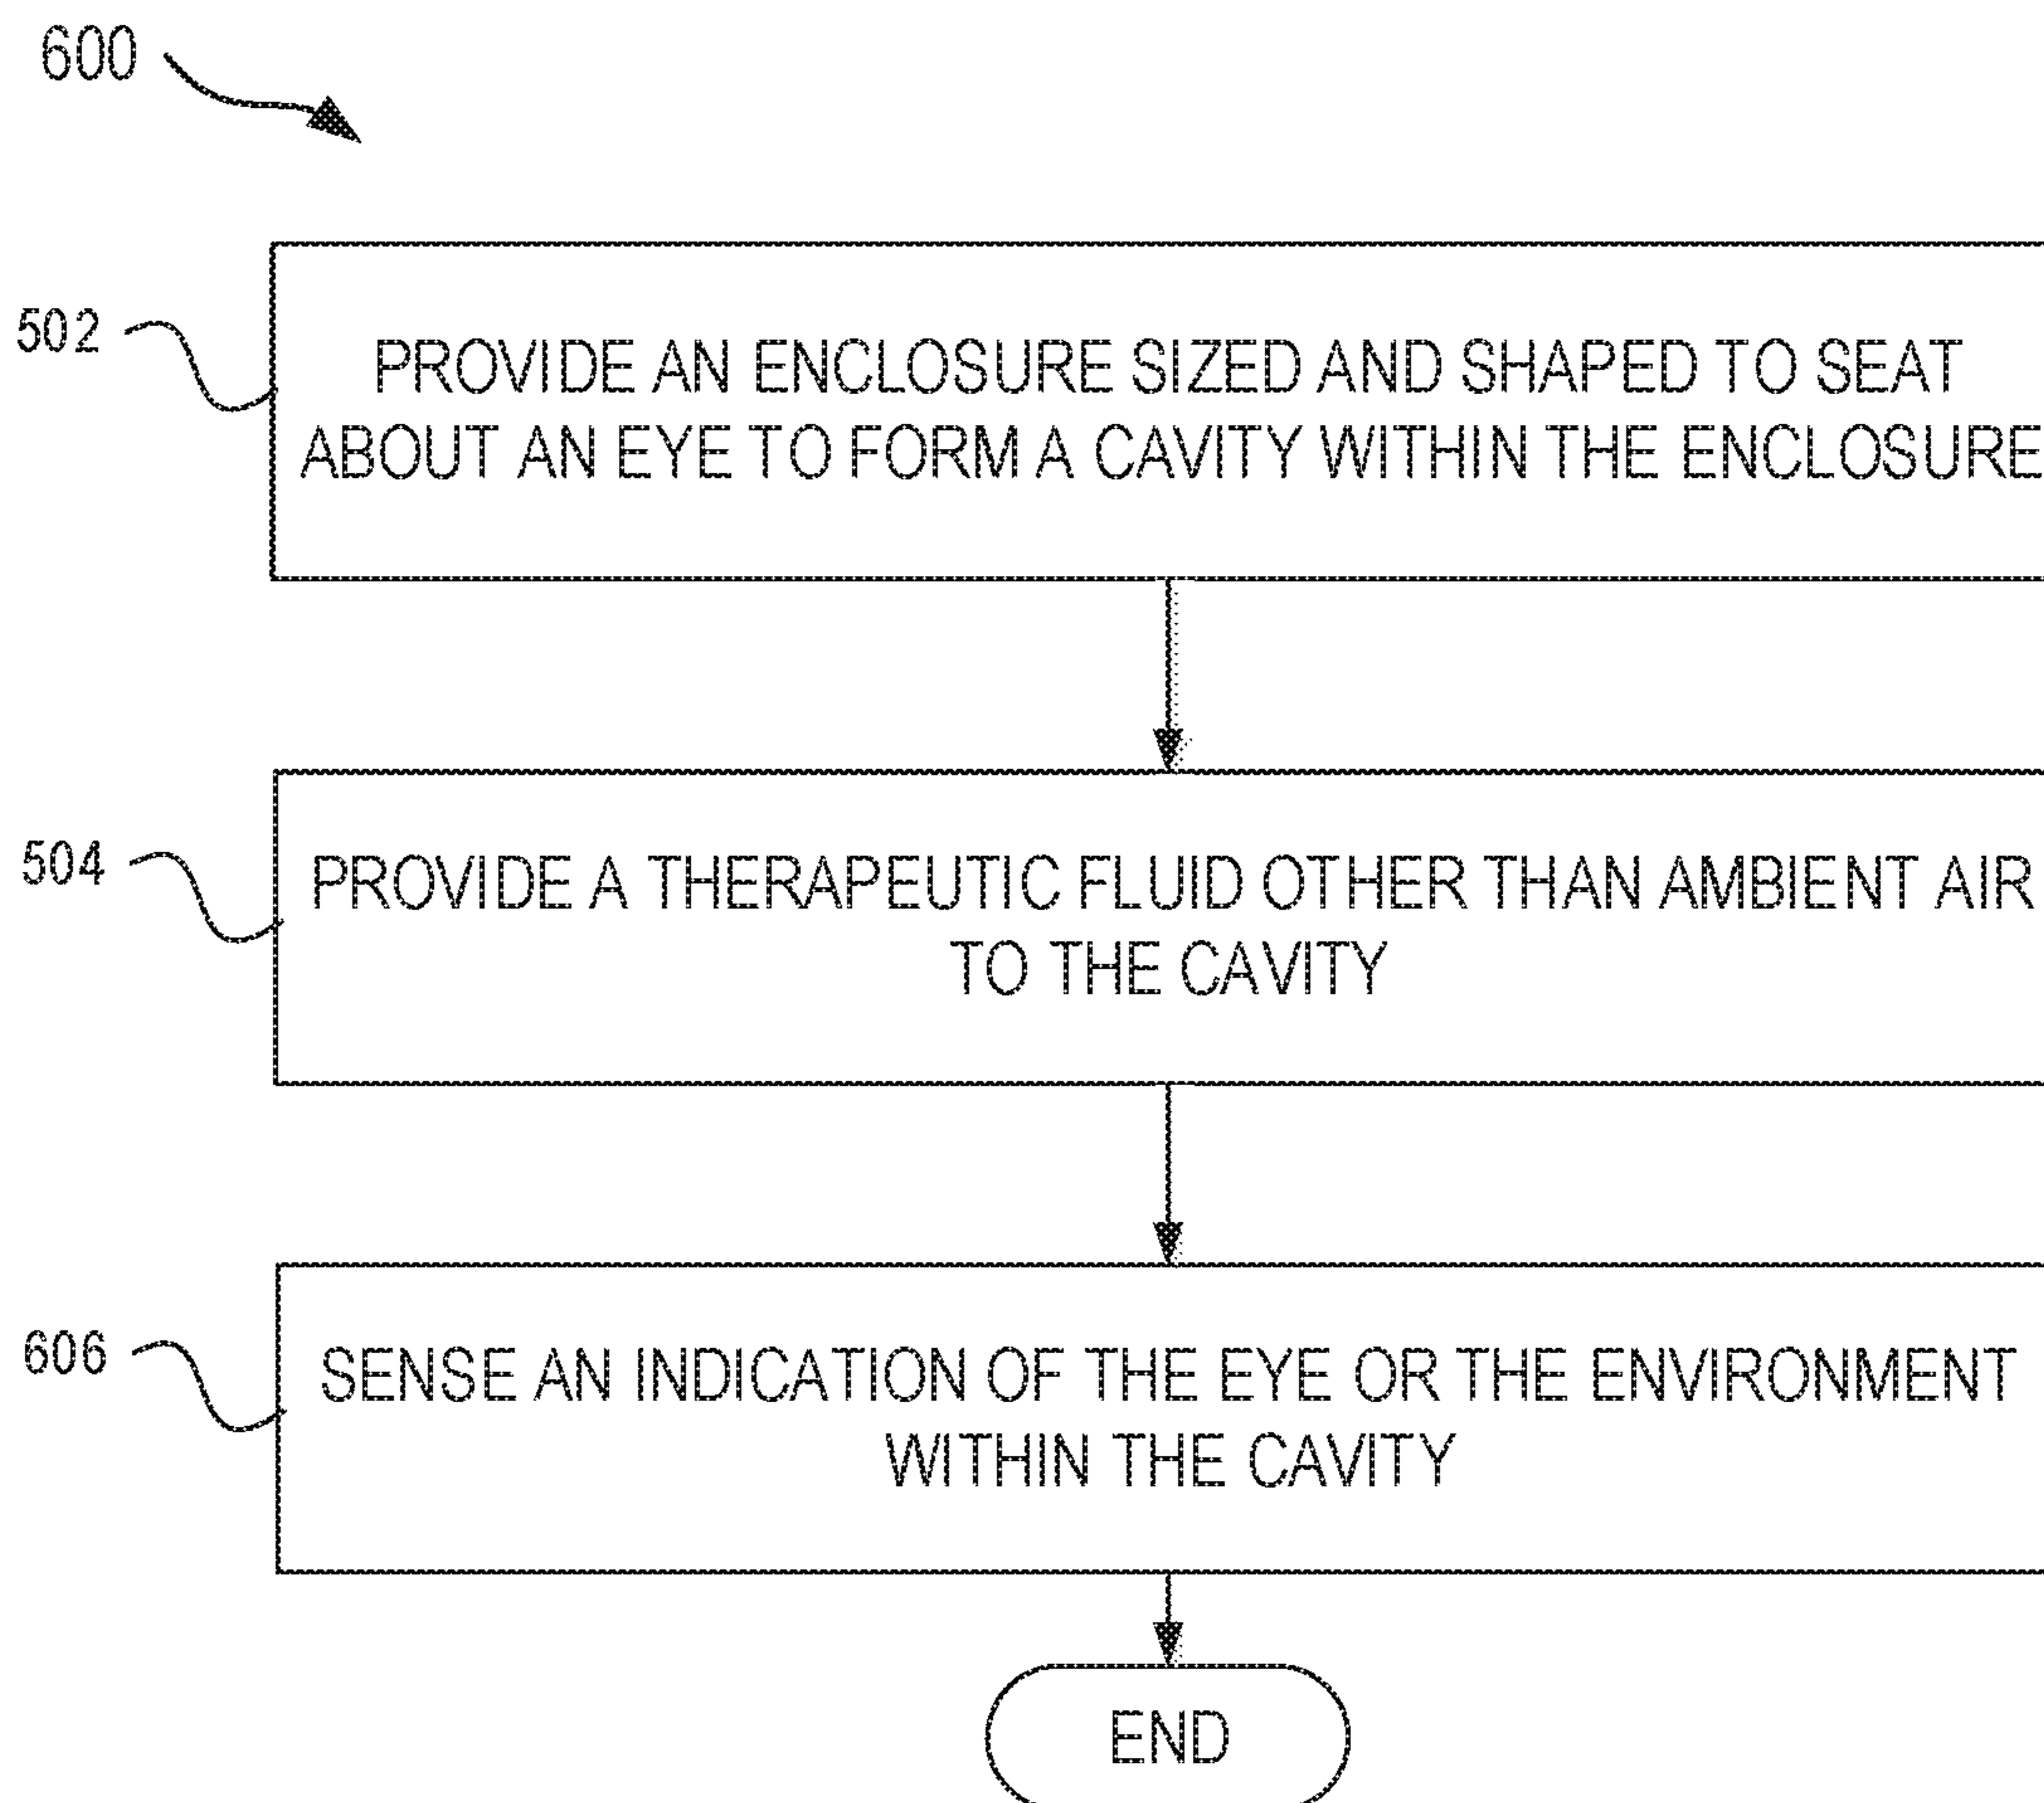 600
502
PROVIDE AN ENCLOSURE SIZED AND SHAPED TO SEAT
ABOUT AN EYE TO FORM A CAVITY WITHIN THE ENCLOSURE
504
PROVIDE A THERAPEUTIC FLUID OTHER THAN AMBIENT AIR
TO THE CAVITY
606
SENSE AN INDICATION OF THE EYE OR THE ENVIRONMENT
WITHIN THE CAVITY
END